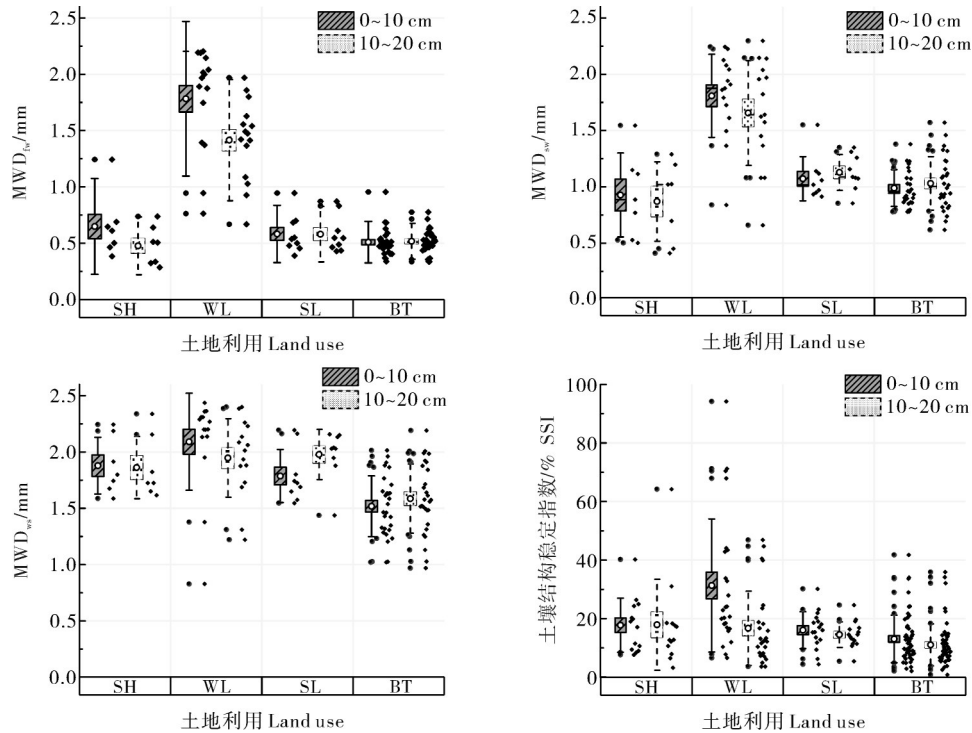 2.5
2.0
1.5
1.0
0.5
0.0
MWD_fw/mm
0~10 cm
10~20 cm
SH WL SL BT
土地利用 Land use
2.5
2.0
1.5
1.0
0.5
0.0
MWD_sw/mm
0~10 cm
10~20 cm
SH WL SL BT
土地利用 Land use
2.5
2.0
1.5
1.0
0.5
0.0
MWD_ws/mm
0~10 cm
10~20 cm
SH WL SL BT
土地利用 Land use
100
80
60
40
20
0
土壤结构稳定指数/% SSI
0~10 cm
10~20 cm
SH WL SL BT
土地利用 Land use